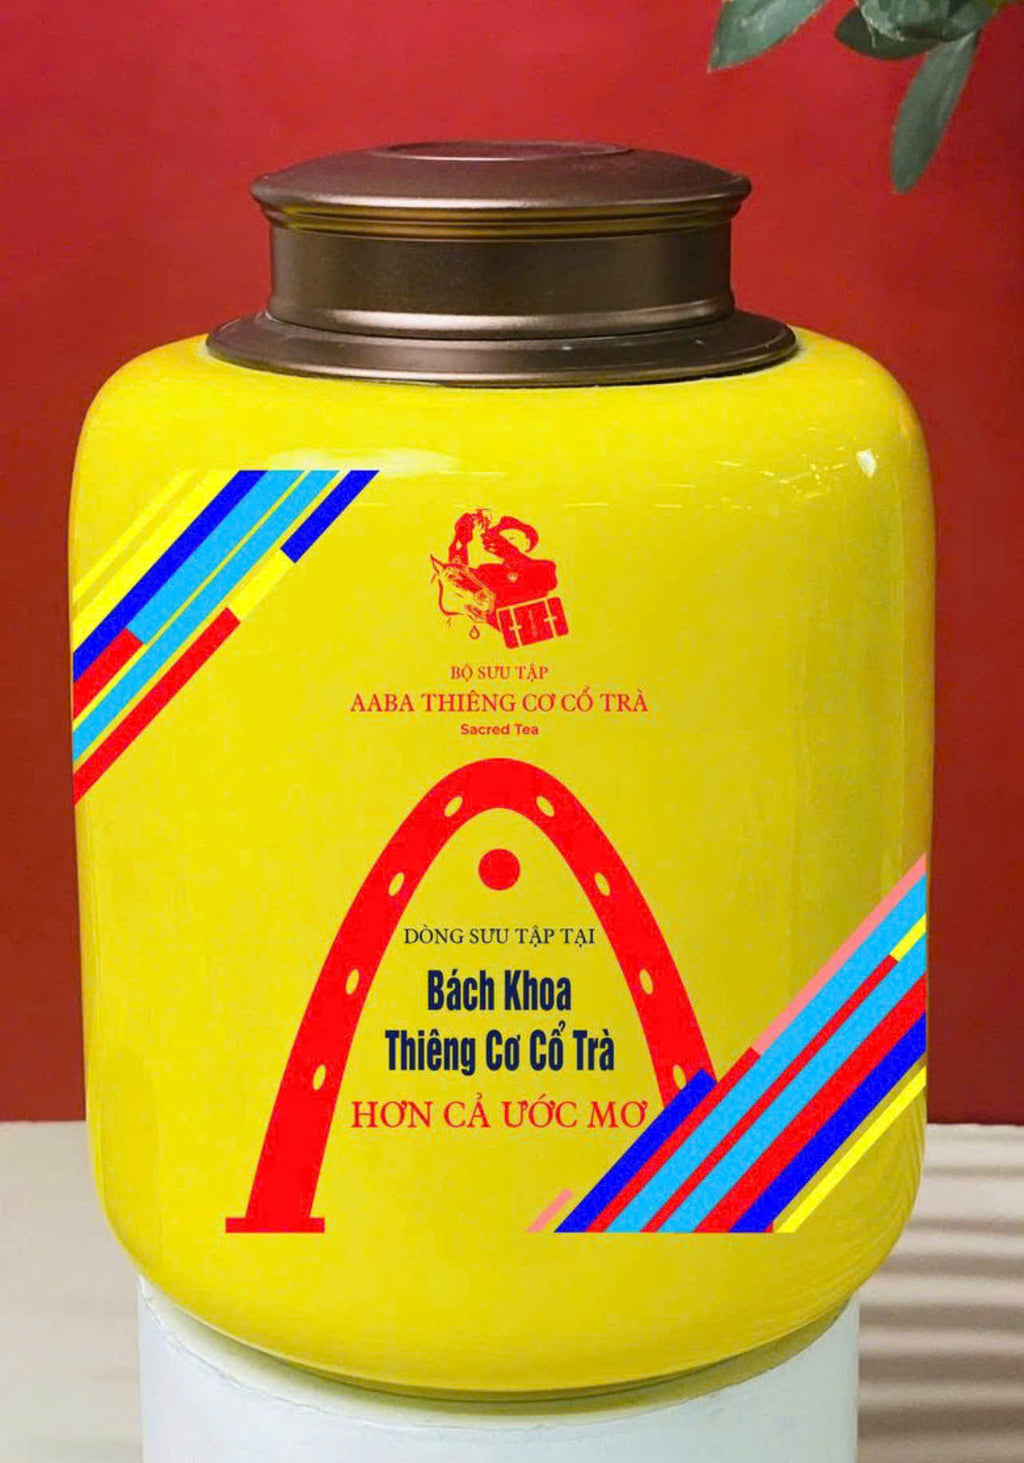 BỘ SƯU TẬP
AABA THIÊNG CƠ CỔ TRÀ
Sacred Tea
DÒNG SƯU TẬP TẠI
Bách Khoa
Thiêng Cơ Cổ Trà
HƠN CẢ ƯỚC MƠ